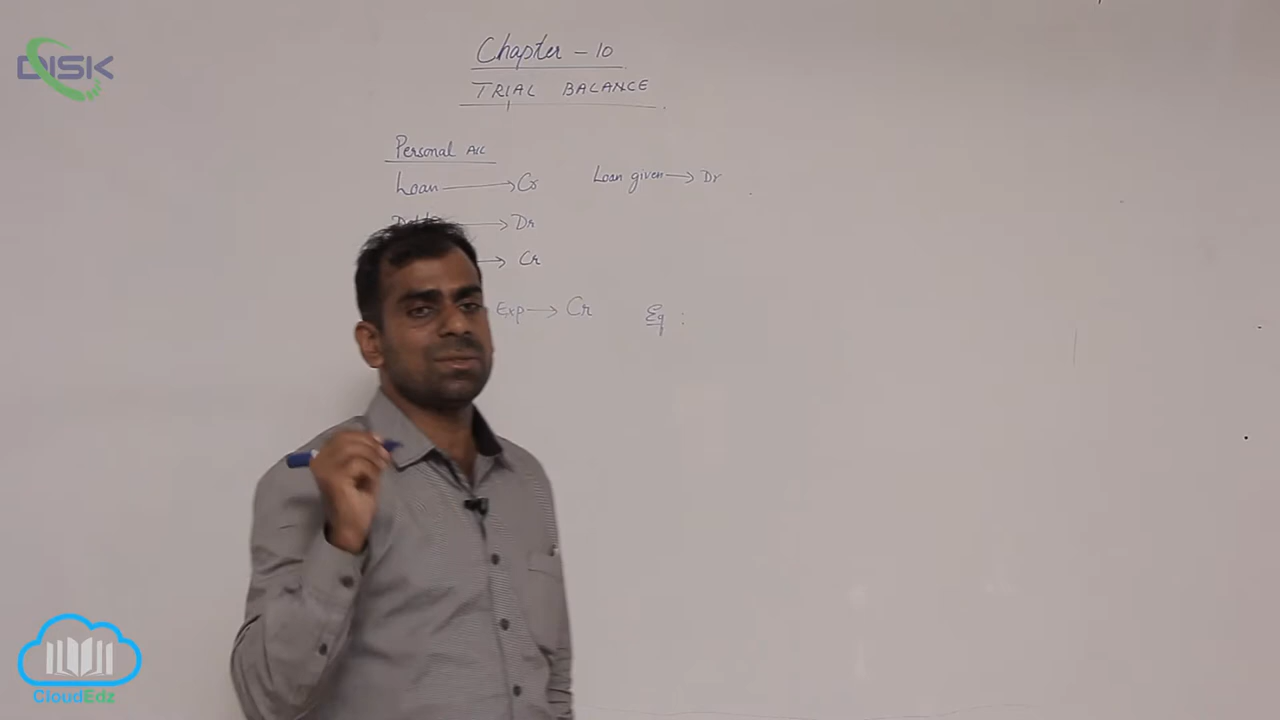 DISK
Chapter - 10
TRIAL BALANCE
Personal A/c
Loan → Cr Loan given → Dr
→ Dr
→ Cr
Exp → Cr Eg :
CloudEdz